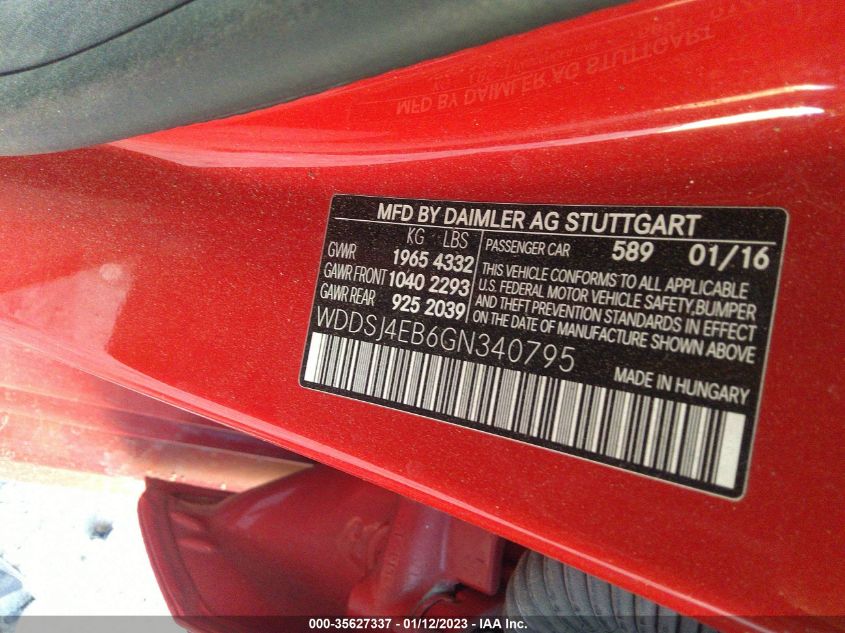 MFD BY DAIMLER AG STUTTGART
KG LBS
GVWR 1965 4332
GAWR FRONT 1040 2293
GAWR REAR 925 2039
PASSENGER CAR 589 01/16
THIS VEHICLE CONFORMS TO ALL APPLICABLE
U.S. FEDERAL MOTOR VEHICLE SAFETY, BUMPER
AND THEFT PREVENTION STANDARDS IN EFFECT
ON THE DATE OF MANUFACTURE SHOWN ABOVE
WDDSJ4EB6GN340795
MADE IN HUNGARY
MFD BY DAIMLER AG STUTTGART
000-35627337 - 01/12/2023 - IAA Inc.